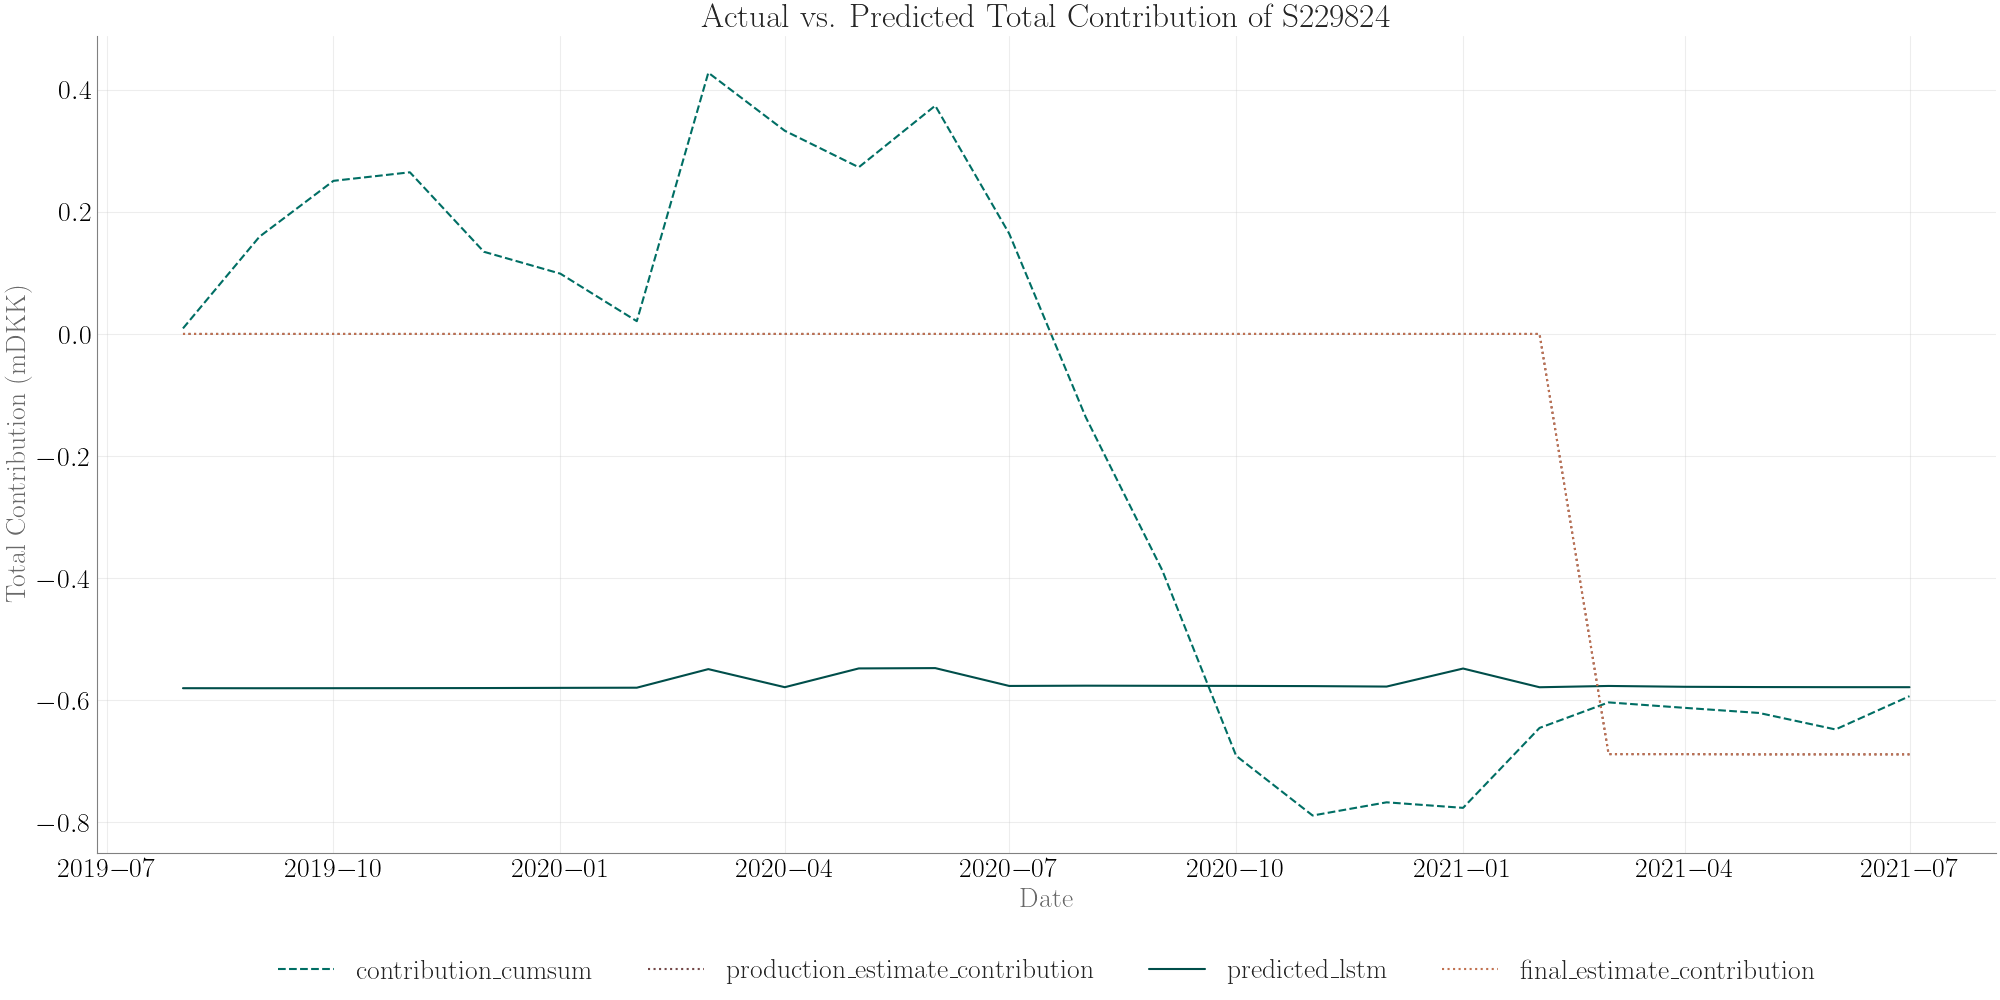 Actual vs. Predicted Total Contribution of S229824
Total Contribution (mDKK)
0.4
0.2
0.0
−0.2
−0.4
−0.6
−0.8
2019−07 2019−10 2020−01 2020−04 2020−07 2020−10 2021−01 2021−04 2021−07
Date
contribution_cumsum production_estimate_contribution predicted_lstm final_estimate_contribution